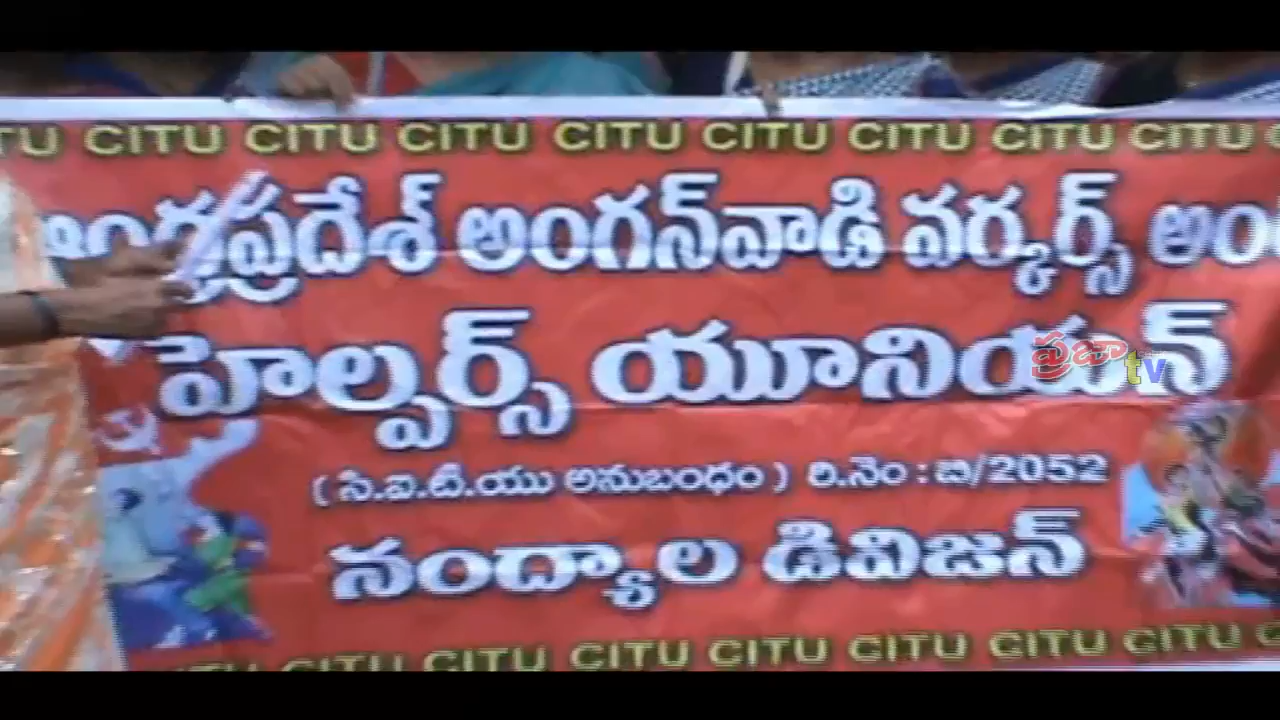 CITU CITU CITU CITU CITU CITU CITU CITU
ఆంధ్రప్రదేశ్ అంగన్‌వాడి వర్కర్స్ అం
హెల్పర్స్ యూనియన్
ప్రజా tv
( సి.ఐ.టి.యు అనుబంధం ) రి.నెం : బి/2052
నంద్యాల డివిజన్
CITU CITU CITU CITU CITU CITU CITU